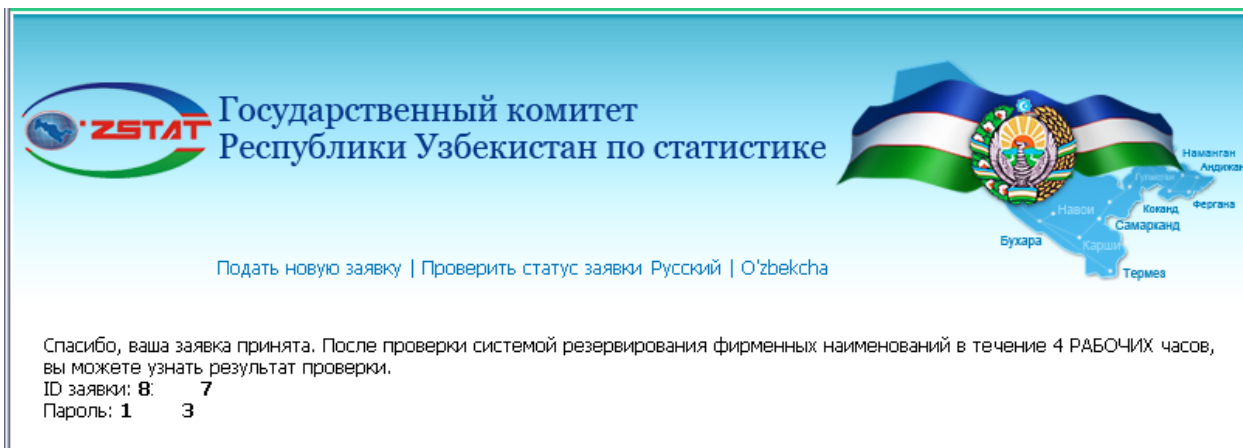 O'ZSTAT
Государственный комитет
Республики Узбекистан по статистике
Наманган
Андижан
Гулистан
Навои
Коканд
Фергана
Самарканд
Бухара
Карши
Термез
Подать новую заявку | Проверить статус заявки Русский | O'zbekcha
Спасибо, ваша заявка принята. После проверки системой резервирования фирменных наименований в течение 4 РАБОЧИХ часов,
вы можете узнать результат проверки.
ID заявки: 8 7
Пароль: 1 3